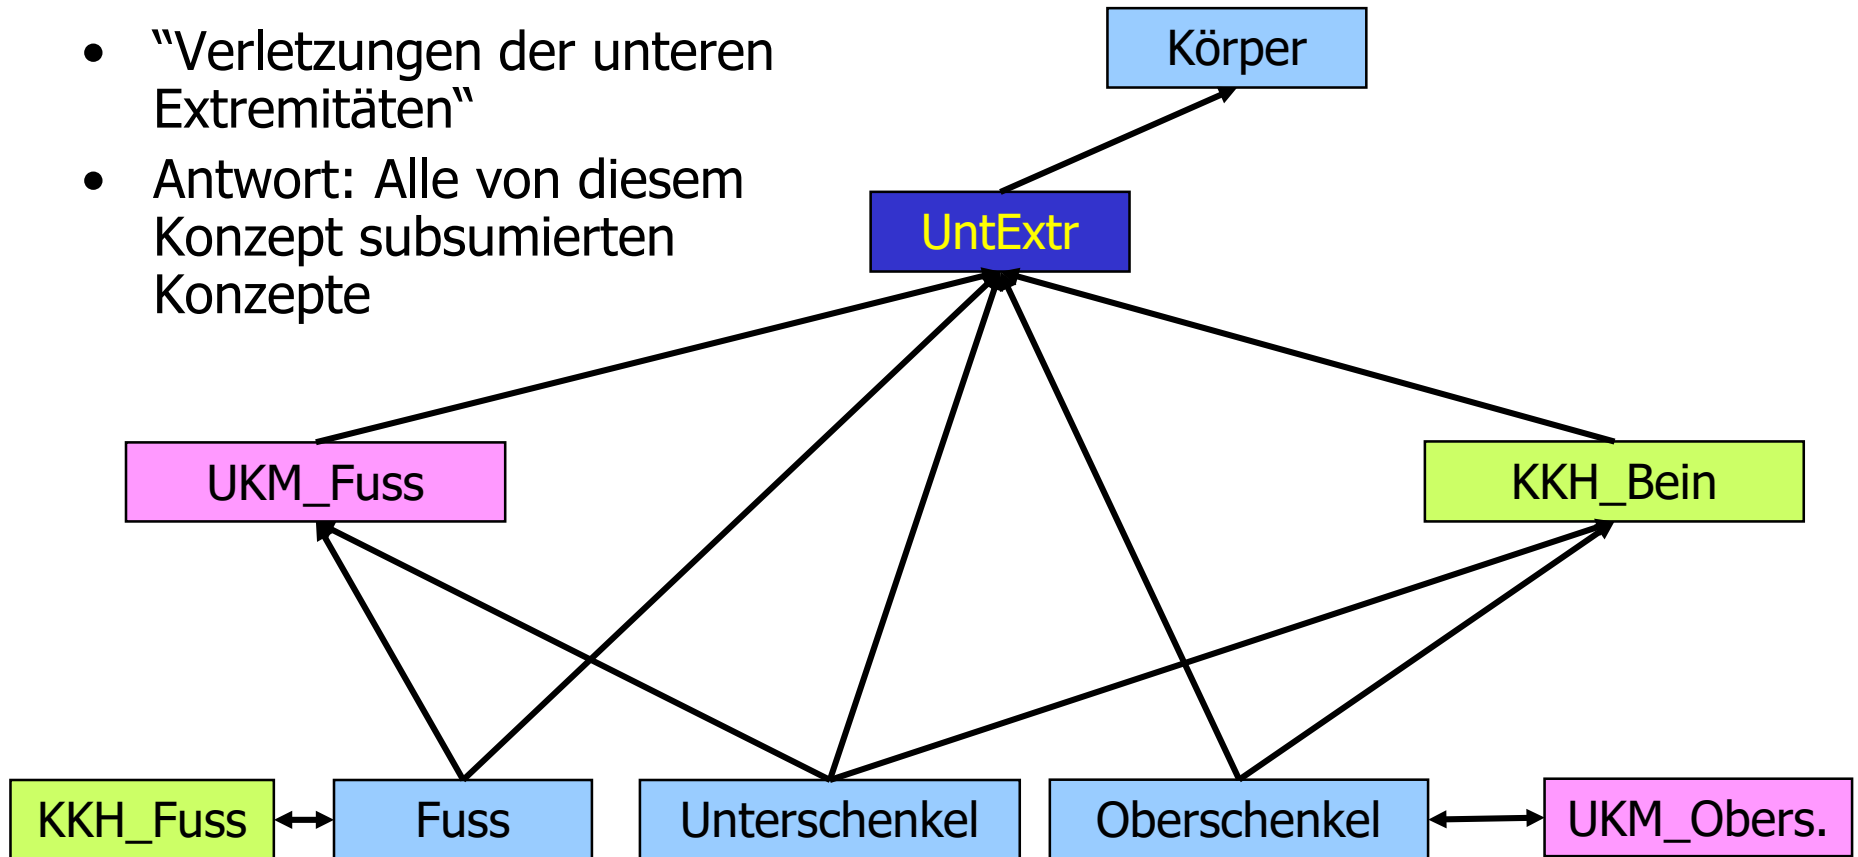 • “Verletzungen der unteren
Extremitäten“
• Antwort: Alle von diesem
Konzept subsumierten
Konzepte
Körper
UntExtr
UKM_Fuss
KKH_Bein
KKH_Fuss
Fuss
Unterschenkel
Oberschenkel
UKM_Obers.